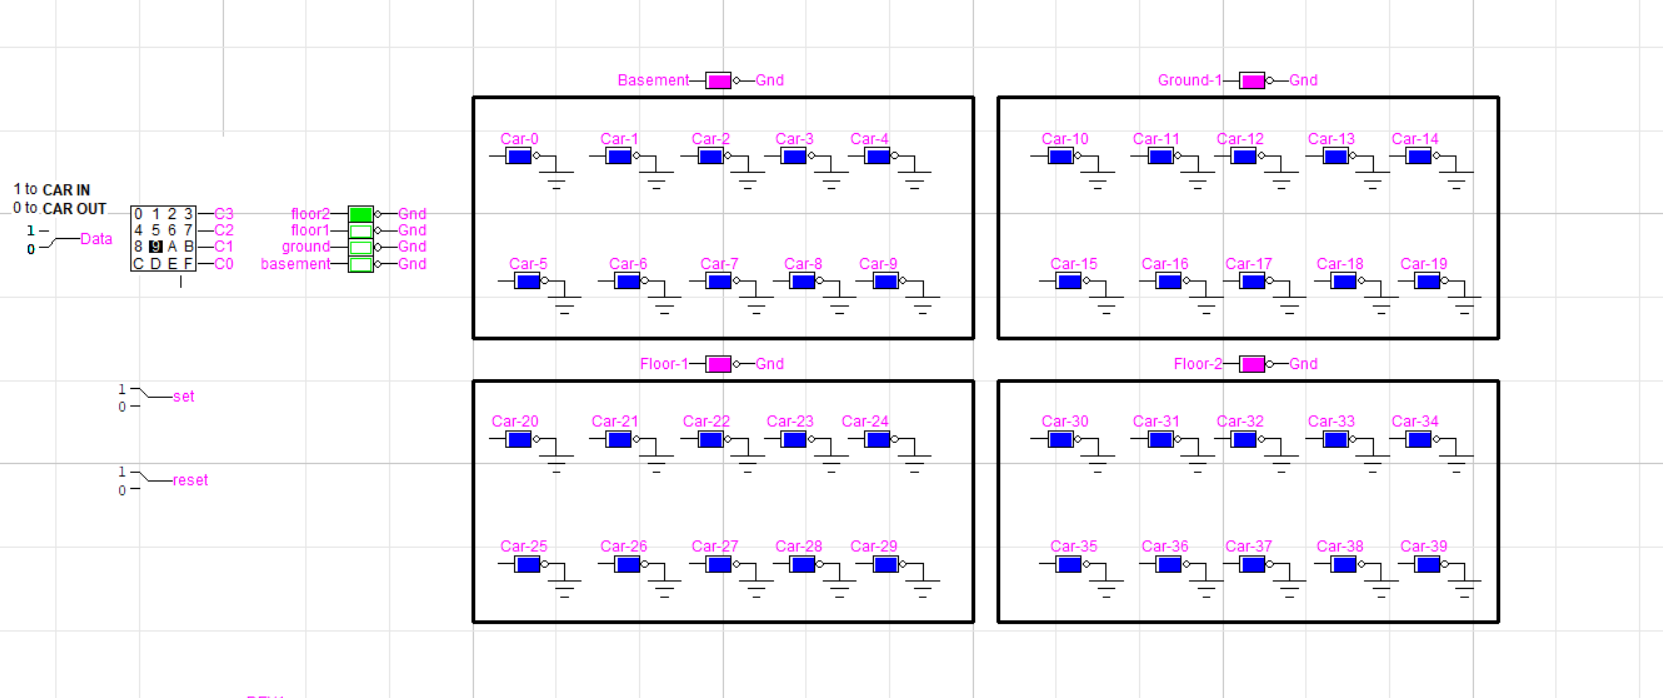 Basement Gnd
Ground-1 Gnd
Car-0 Car-1 Car-2 Car-3 Car-4
Car-10 Car-11 Car-12 Car-13 Car-14
1 to CAR IN
0 to CAR OUT
1
0
Data
0 1 2 3 C3
4 5 6 7 C2
8 9 A B C1
C D E F C0
floor2 Gnd
floor1 Gnd
ground Gnd
basement Gnd
Car-5 Car-6 Car-7 Car-8 Car-9
Car-15 Car-16 Car-17 Car-18 Car-19
Floor-1 Gnd
Floor-2 Gnd
1
0
set
Car-20 Car-21 Car-22 Car-23 Car-24
Car-30 Car-31 Car-32 Car-33 Car-34
1
0
reset
Car-25 Car-26 Car-27 Car-28 Car-29
Car-35 Car-36 Car-37 Car-38 Car-39